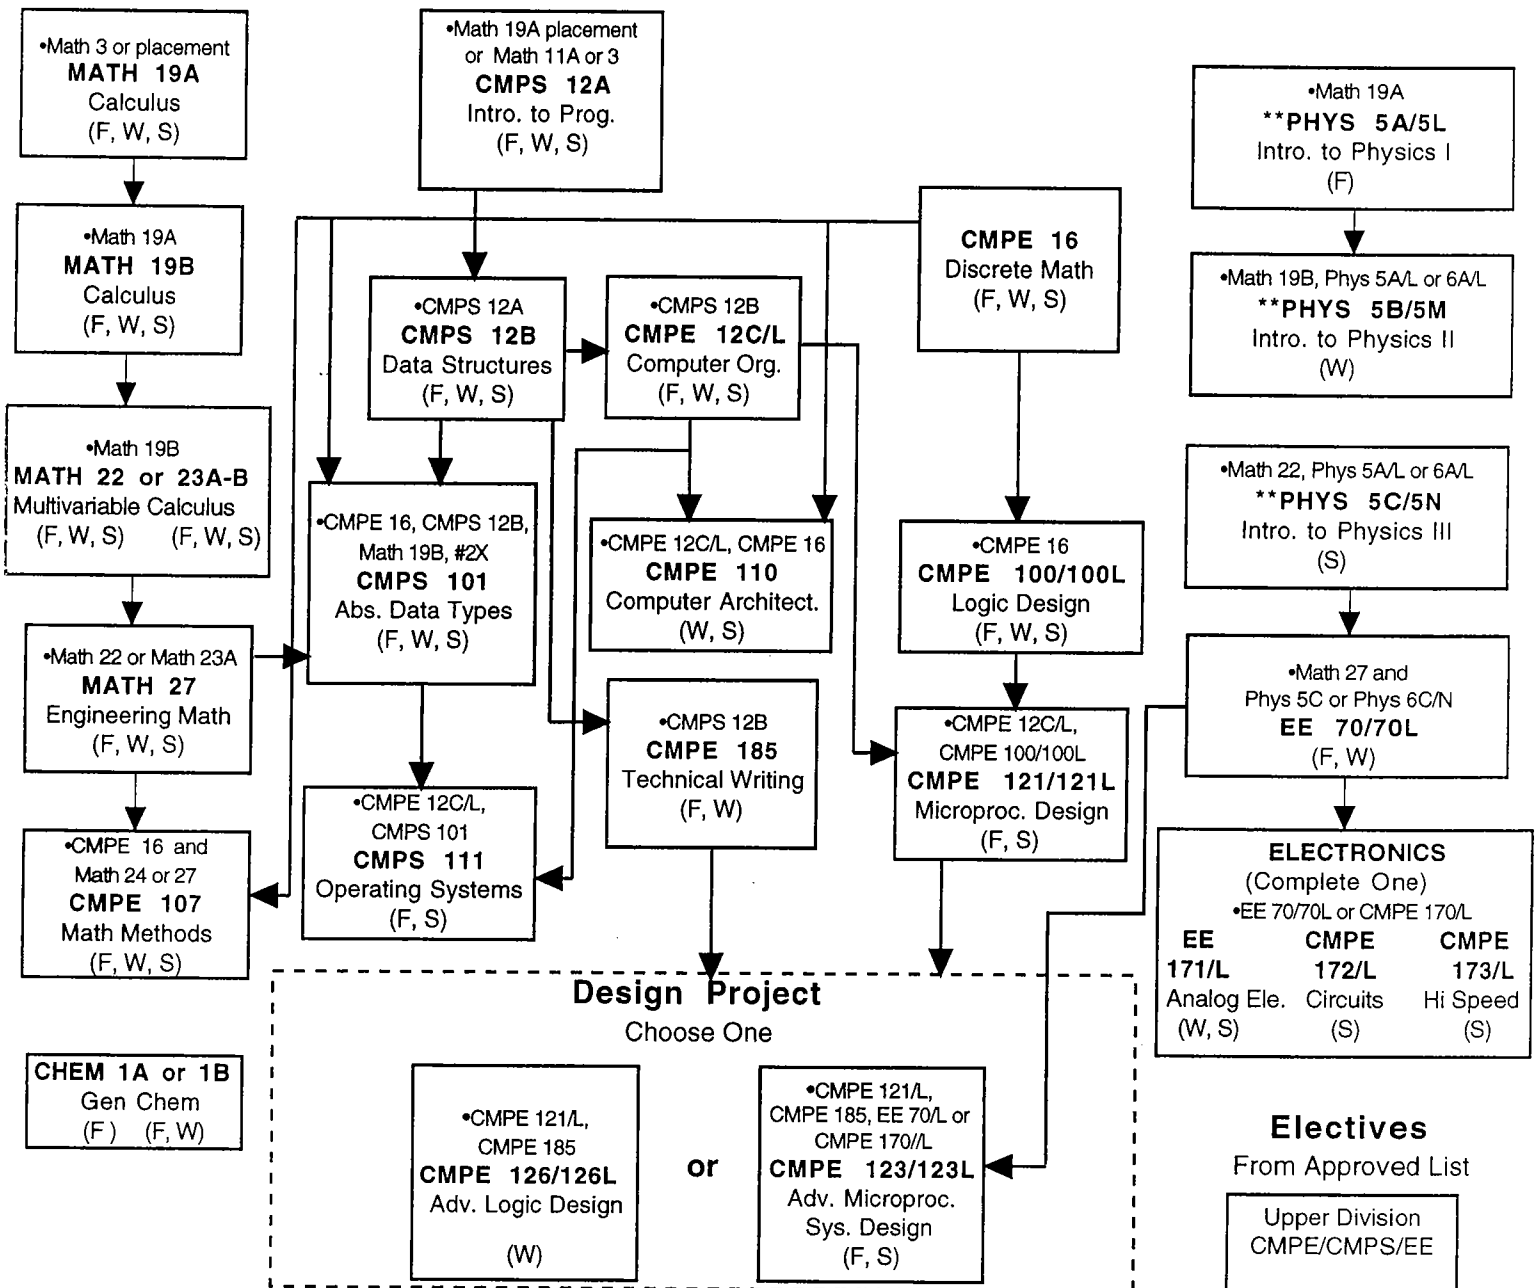 •Math 3 or placement
MATH 19A
Calculus
(F, W, S)
•Math 19A placement
or Math 11A or 3
CMPS 12A
Intro. to Prog.
(F, W, S)
•Math 19A
**PHYS 5A/5L
Intro. to Physics I
(F)
•Math 19A
MATH 19B
Calculus
(F, W, S)
•CMPS 12A
CMPS 12B
Data Structures
(F, W, S)
•CMPS 12B
CMPE 12C/L
Computer Org.
(F, W, S)
CMPE 16
Discrete Math
(F, W, S)
•Math 19B, Phys 5A/L or 6A/L
**PHYS 5B/5M
Intro. to Physics II
(W)
•Math 19B
MATH 22 or 23A-B
Multivariable Calculus
(F, W, S) (F, W, S)
•CMPE 16, CMPS 12B,
Math 19B, #2X
CMPS 101
Abs. Data Types
(F, W, S)
•CMPE 12C/L, CMPE 16
CMPE 110
Computer Architect.
(W, S)
•CMPE 16
CMPE 100/100L
Logic Design
(F, W, S)
•Math 22, Phys 5A/L or 6A/L
**PHYS 5C/5N
Intro. to Physics III
(S)
•Math 22 or Math 23A
MATH 27
Engineering Math
(F, W, S)
•CMPS 12B
CMPE 185
Technical Writing
(F, W)
•CMPE 12C/L,
CMPE 100/100L
CMPE 121/121L
Microproc. Design
(F, S)
•Math 27 and
Phys 5C or Phys 6C/N
EE 70/70L
(F, W)
•CMPE 16 and
Math 24 or 27
CMPE 107
Math Methods
(F, W, S)
•CMPE 12C/L,
CMPS 101
CMPS 111
Operating Systems
(F, S)
ELECTRONICS
(Complete One)
•EE 70/70L or CMPE 170/L
EE CMPE CMPE
171/L 172/L 173/L
Analog Ele. Circuits Hi Speed
(W, S) (S) (S)
CHEM 1A or 1B
Gen Chem
(F ) (F, W)
Design Project
Choose One
•CMPE 121/L,
CMPE 185
CMPE 126/126L
Adv. Logic Design
(W)
or
•CMPE 121/L,
CMPE 185, EE 70/L or
CMPE 170//L
CMPE 123/123L
Adv. Microproc.
Sys. Design
(F, S)
Electives
From Approved List
Upper Division
CMPE/CMPS/EE